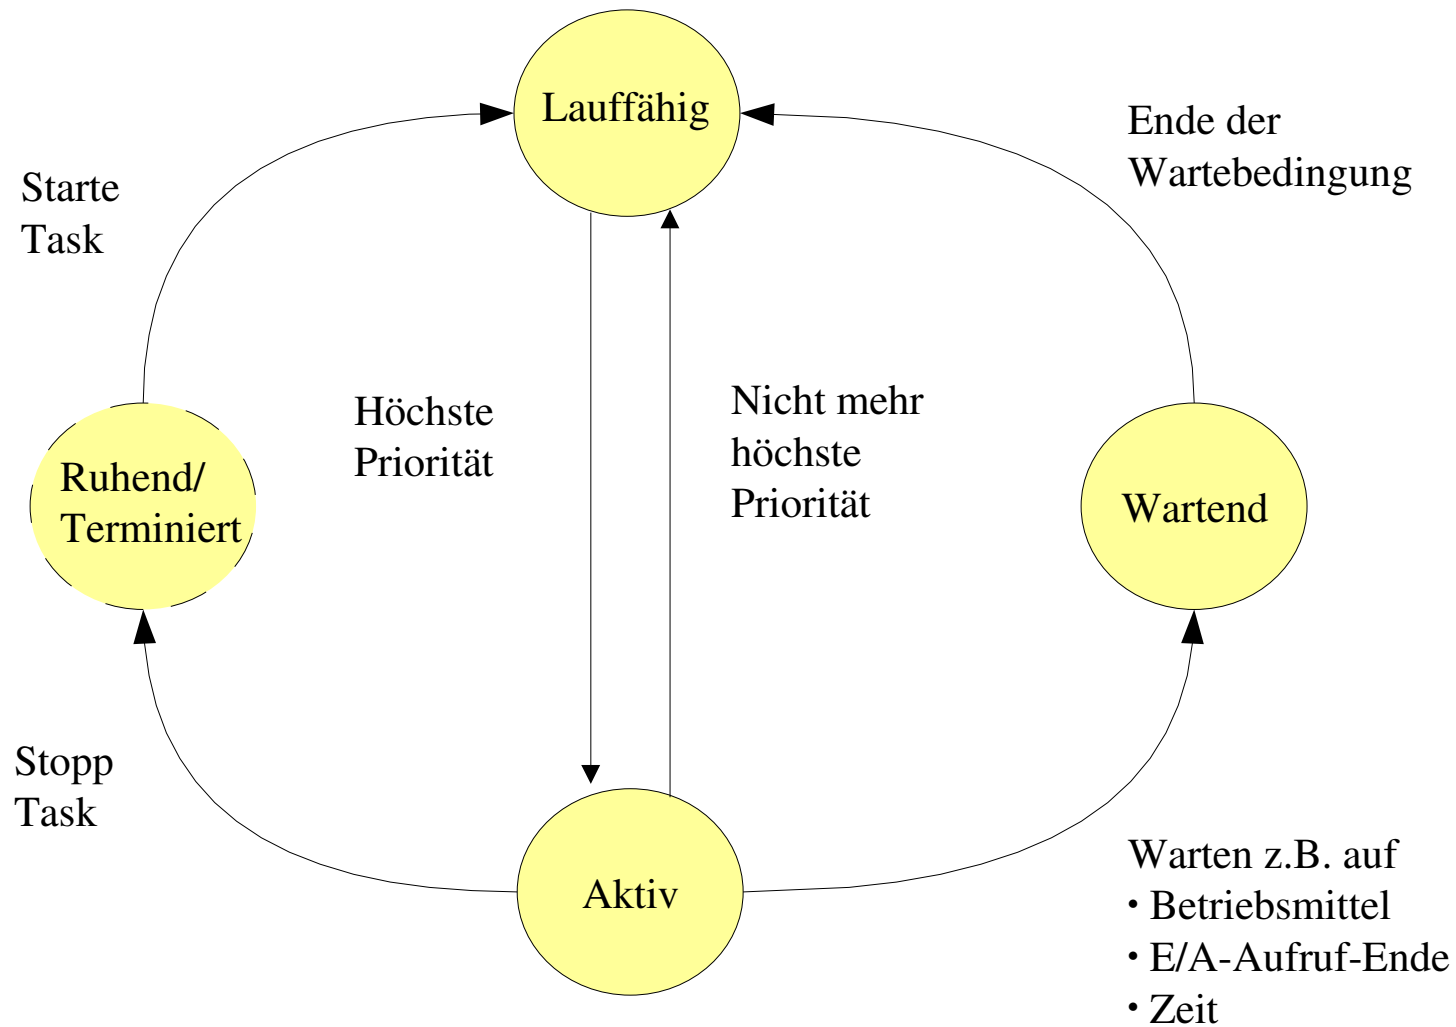 Lauffähig
Ende der
Wartebedingung
Starte
Task
Höchste
Priorität
Nicht mehr
höchste
Priorität
Ruhend/
Terminiert
Wartend
Stopp
Task
Aktiv
Warten z.B. auf
• Betriebsmittel
• E/A-Aufruf-Ende
• Zeit